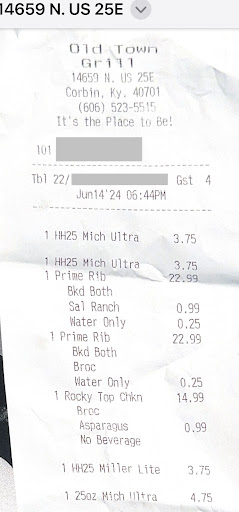 14659 N. US 25E
Old Town
Grill
14659 N. US 25E
Corbin, Ky. 40701
(606) 523-5515
It's the Place to Be!
101
Tbl 22/ Gst 4
Jun14'24 06:44PM
1 HH25 Mich Ultra 3.75
1 HH25 Mich Ultra 3.75
1 Prime Rib 22.99
Bkd Both
Sal Ranch 0.99
Water Only 0.25
1 Prime Rib 22.99
Bkd Both
Broc
Water Only 0.25
1 Rocky Top Chkn 14.99
Broc
Asparagus 0.99
No Beverage
1 HH25 Miller Lite 3.75
1 25oz Mich Ultra 4.75